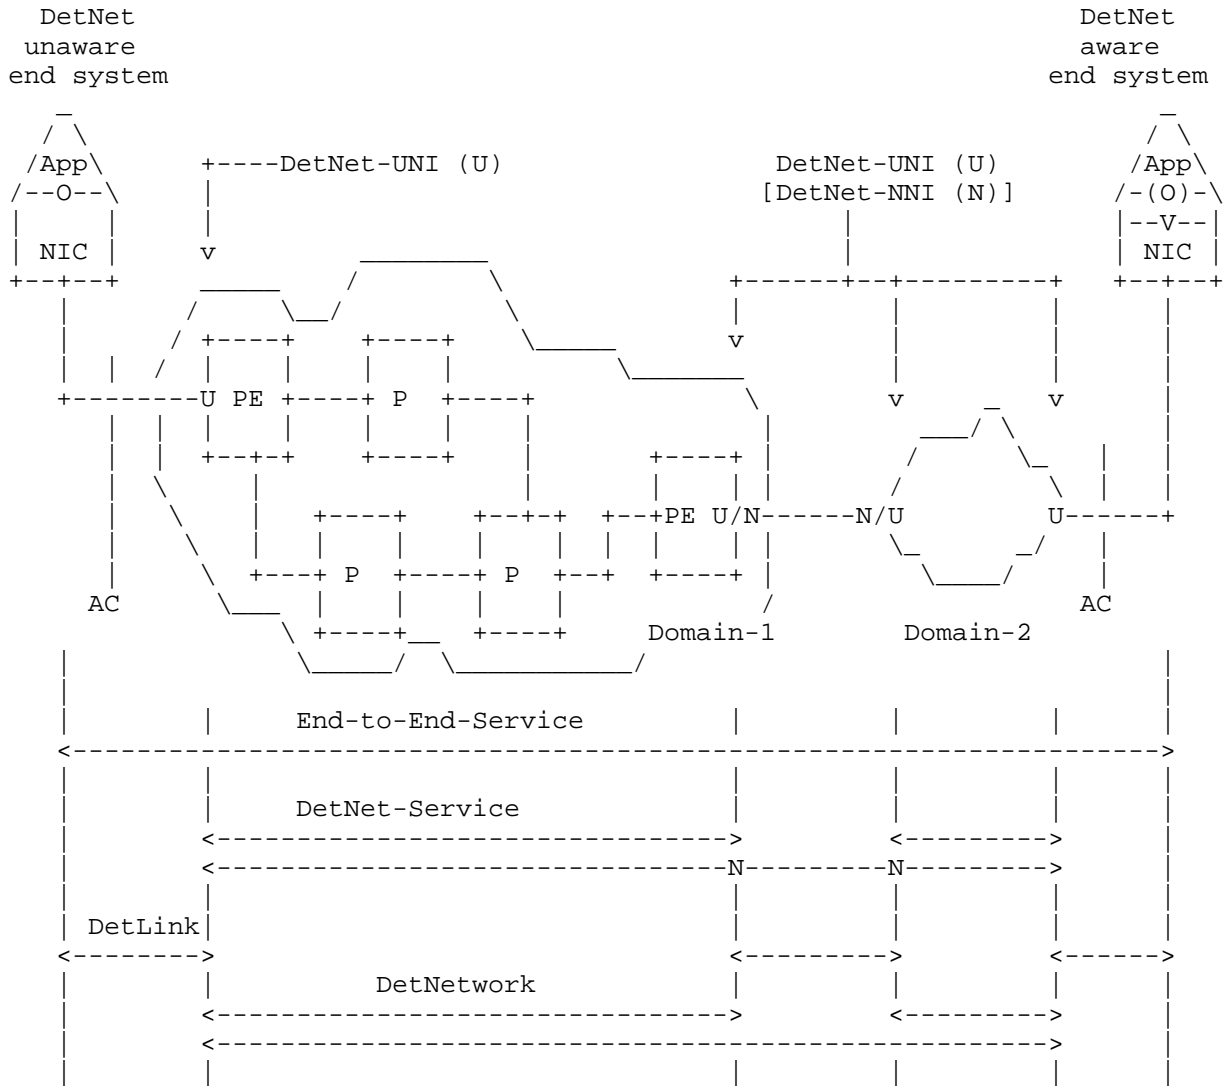 DetNet DetNet
unaware aware
end system end system
/App\ +----DetNet-UNI (U) DetNet-UNI (U) /App\
/--O--\ [DetNet-NNI (N)] /-(O)-\
|--V--|
NIC v NIC
v
U PE P v v
PE U/N------N/U U
P P
AC AC
Domain-1 Domain-2
End-to-End-Service
DetNet-Service
N N
DetLink
DetNetwork